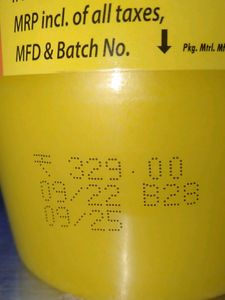 MRP incl. of all taxes,
MFD & Batch No.
Pkg. Mtrl. Mf
₹ 329.00
09/22 B28
09/25